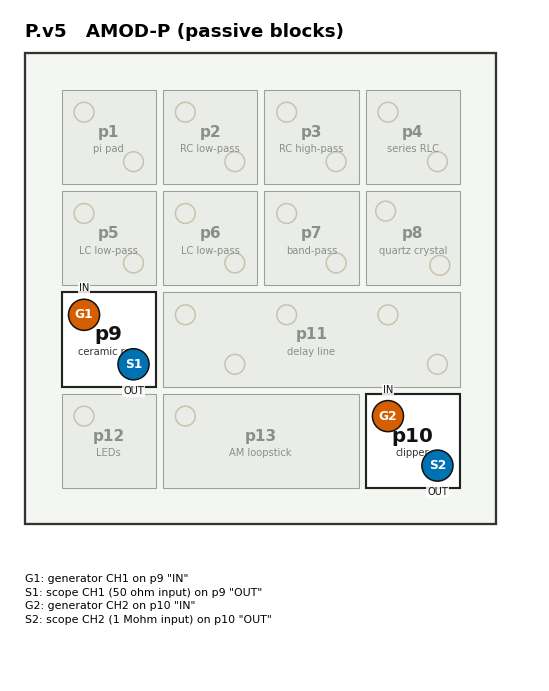 P.v5 AMOD-P (passive blocks)
p1
pi pad
p2
RC low-pass
p3
RC high-pass
p4
series RLC
p5
LC low-pass
p6
LC low-pass
p7
band-pass
p8
quartz crystal
IN
G1
p9
ceramic
S1
OUT
p11
delay line
p12
LEDs
p13
AM loopstick
IN
G2
p10
clipper
S2
OUT
G1: generator CH1 on p9 "IN"
S1: scope CH1 (50 ohm input) on p9 "OUT"
G2: generator CH2 on p10 "IN"
S2: scope CH2 (1 Mohm input) on p10 "OUT"